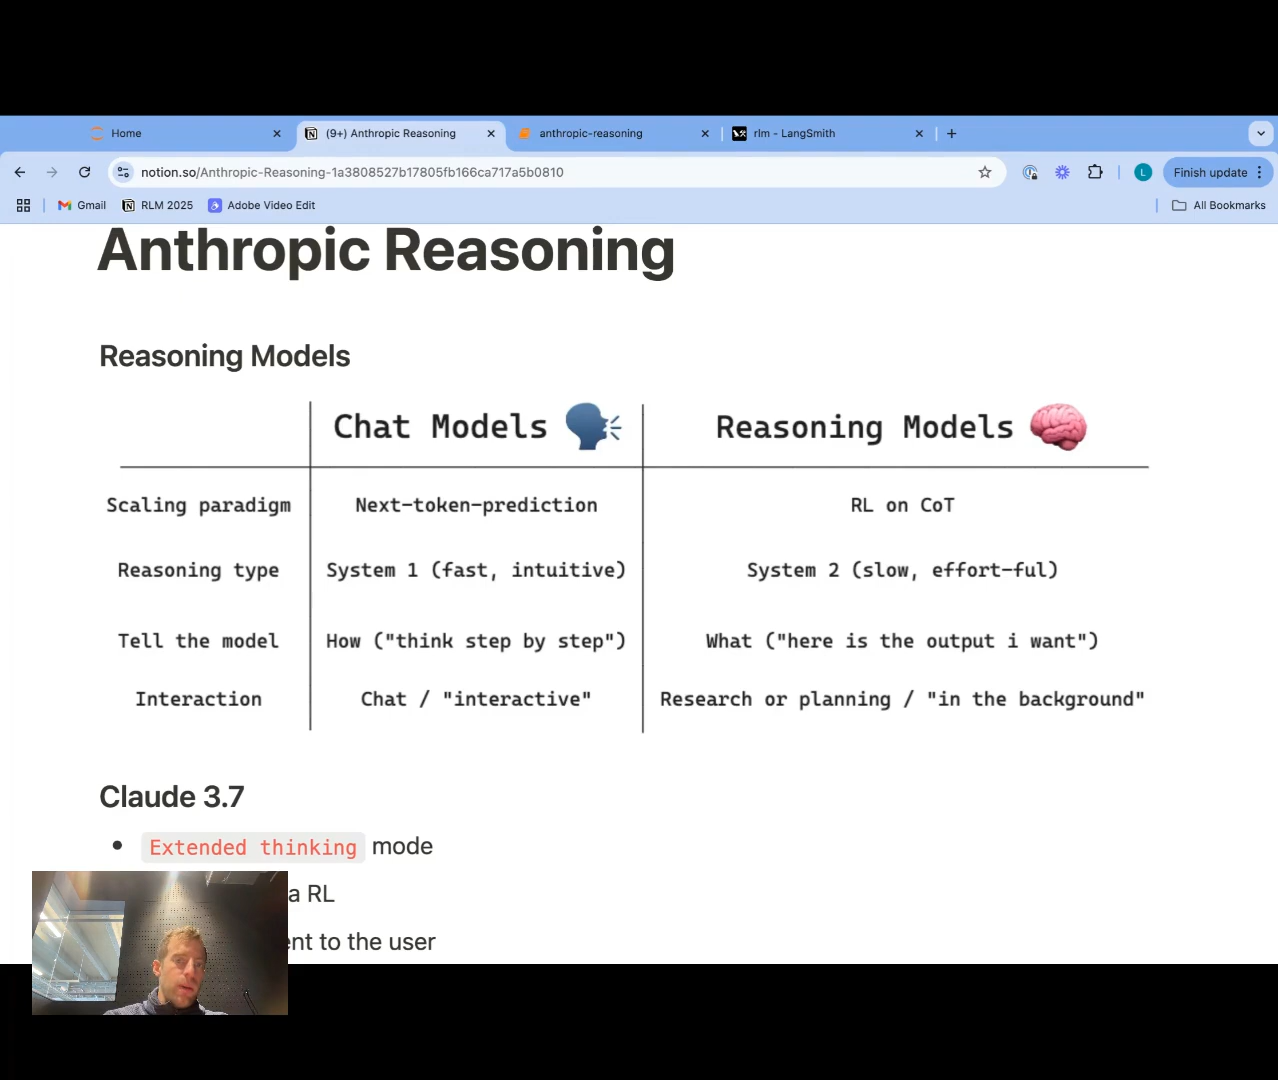 Home
(9+) Anthropic Reasoning
anthropic-reasoning
rlm - LangSmith
notion.so/Anthropic-Reasoning-1a3808527b17805fb166ca717a5b0810
L
Finish update
Gmail
RLM 2025
Adobe Video Edit
All Bookmarks
Anthropic Reasoning
Reasoning Models
Chat Models
Reasoning Models
Scaling paradigm
Next-token-prediction
RL on CoT
Reasoning type
System 1 (fast, intuitive)
System 2 (slow, effort-ful)
Tell the model
How ("think step by step")
What ("here is the output i want")
Interaction
Chat / "interactive"
Research or planning / "in the background"
Claude 3.7
• Extended thinking mode
a RL
ent to the user